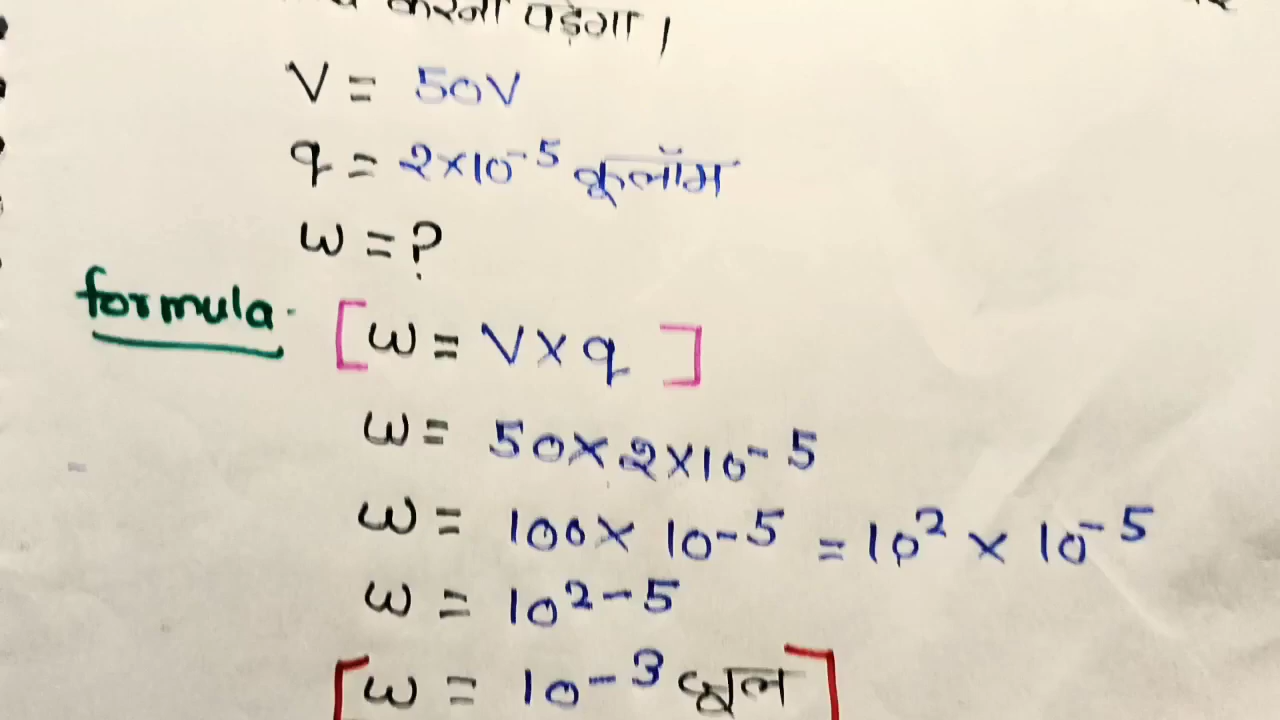 करना पड़ेगा।
V = 50V
q = 2×10⁻⁵ कूलॉम
W = ?
formula-
[W = V×q]
W = 50×2×10⁻⁵
W = 100×10⁻⁵ = 10²×10⁻⁵
W = 10²⁻⁵
[W = 10⁻³ जूल]